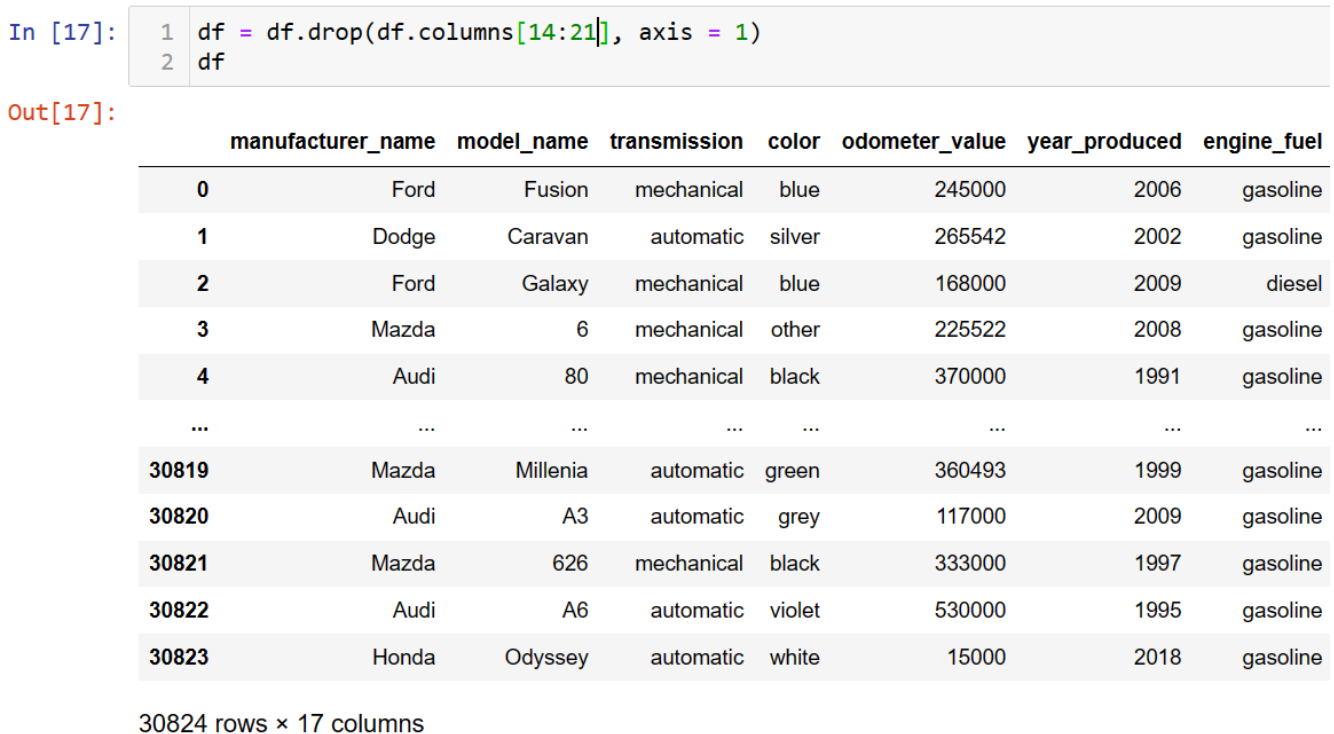 In [17]: 1 df = df.drop(df.columns[14:21], axis = 1)
2 df
Out[17]:
manufacturer_name model_name transmission color odometer_value year_produced engine_fuel
0 Ford Fusion mechanical blue 245000 2006 gasoline
1 Dodge Caravan automatic silver 265542 2002 gasoline
2 Ford Galaxy mechanical blue 168000 2009 diesel
3 Mazda 6 mechanical other 225522 2008 gasoline
4 Audi 80 mechanical black 370000 1991 gasoline
... ... ... ... ... ... ... ...
30819 Mazda Millenia automatic green 360493 1999 gasoline
30820 Audi A3 automatic grey 117000 2009 gasoline
30821 Mazda 626 mechanical black 333000 1997 gasoline
30822 Audi A6 automatic violet 530000 1995 gasoline
30823 Honda Odyssey automatic white 15000 2018 gasoline
30824 rows × 17 columns